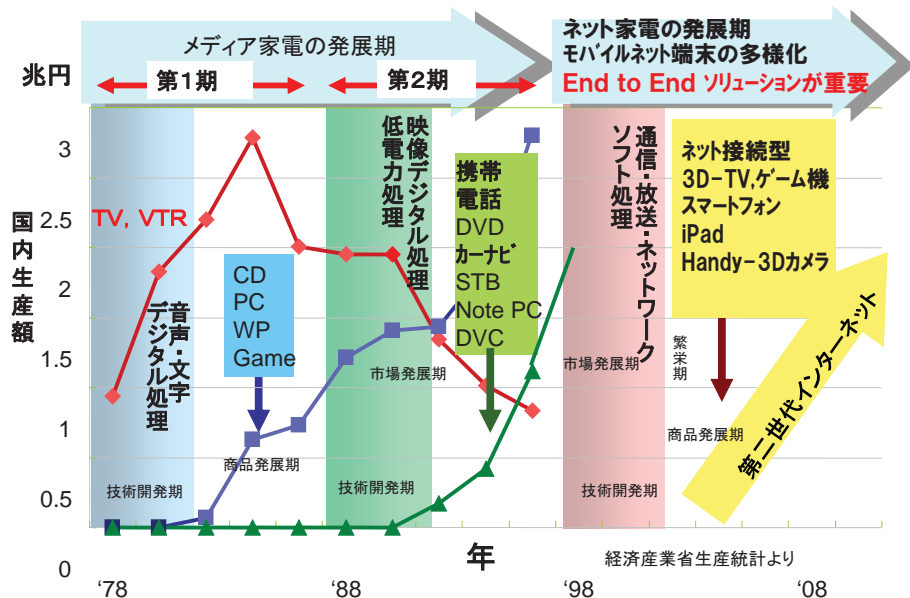 メディア家電の発展期
ネット家電の発展期
モバイルネット端末の多様化
End to End ソリューションが重要
兆円
第1期
第2期
3
2.5
2
1.5
1
0.5
0
国内生産額
TV, VTR
音声・文字
デジタル処理
CD
PC
WP
Game
映像デジタル処理
低電力処理
携帯
電話
DVD
カーナビ
STB
Note PC
DVC
通信・放送・ネットワーク
ソフト処理
ネット接続型
3D-TV,ゲーム機
スマートフォン
iPad
Handy-3Dカメラ
繁栄期
第二世代インターネット
市場発展期
市場発展期
商品発展期
商品発展期
技術開発期
技術開発期
技術開発期
年
経済産業省生産統計より
‘78
‘88
‘98
‘08